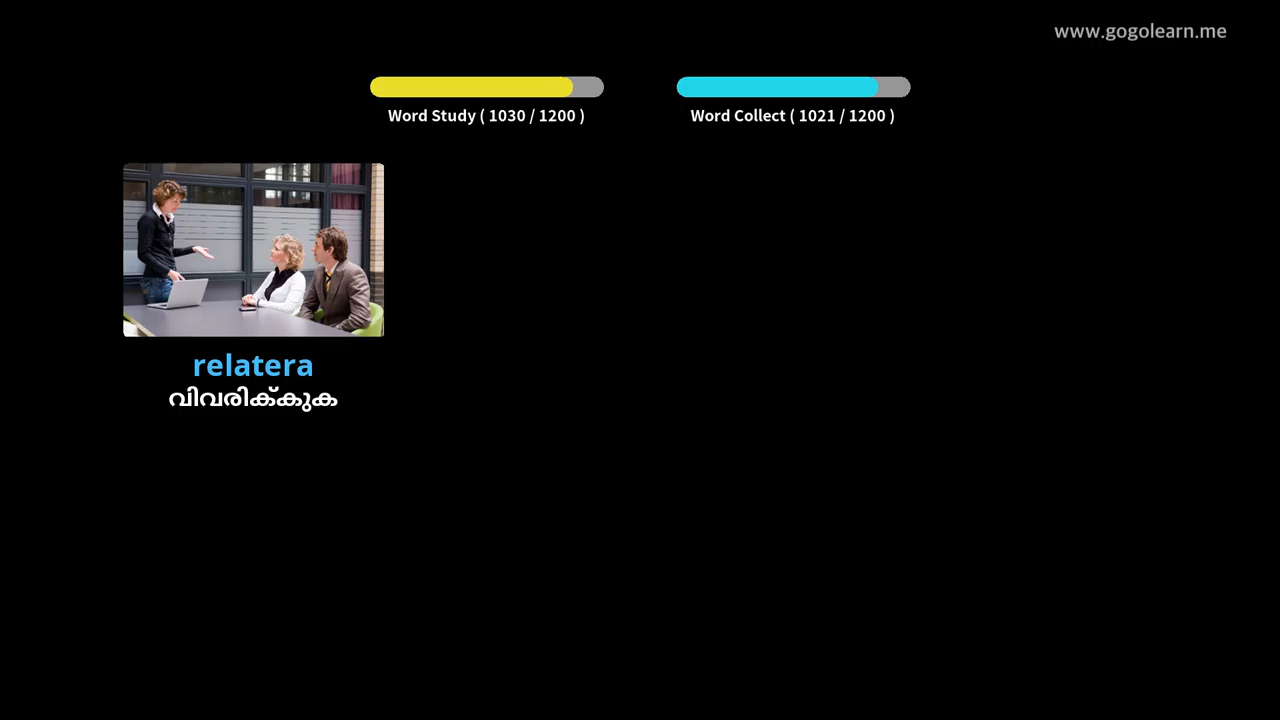 www.gogolearn.me
Word Study ( 1030 / 1200 )
Word Collect ( 1021 / 1200 )
relatera
വിവരിക്കുക